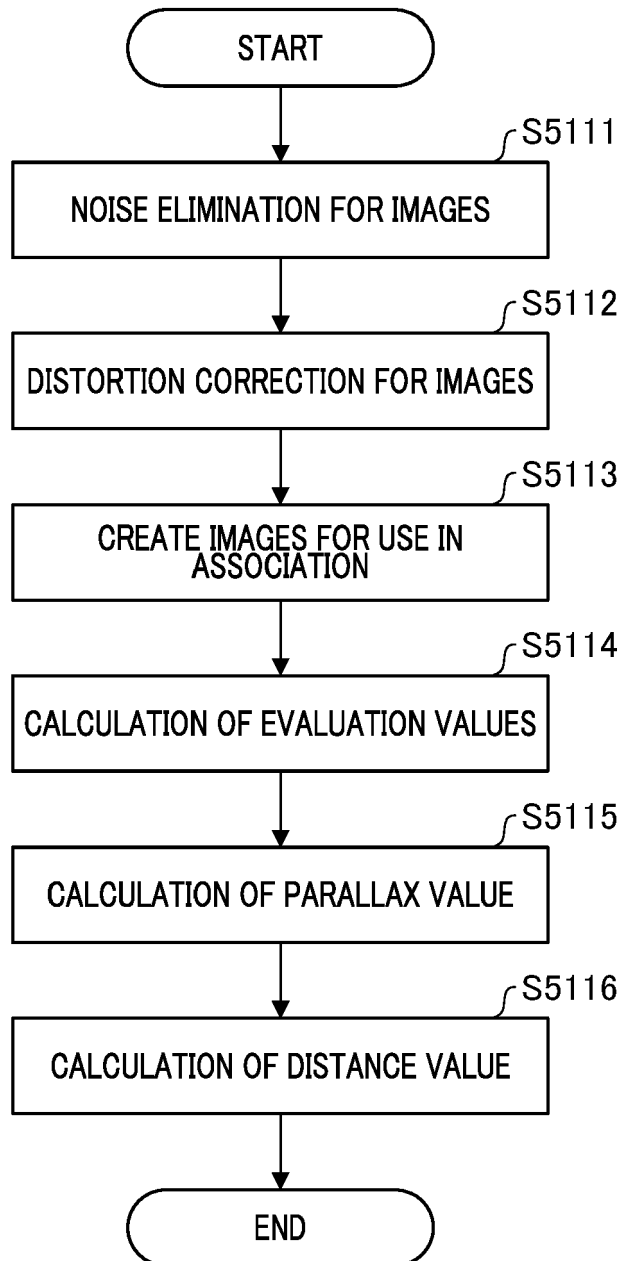 START
S5111
NOISE ELIMINATION FOR IMAGES
S5112
DISTORTION CORRECTION FOR IMAGES
S5113
CREATE IMAGES FOR USE IN
ASSOCIATION
S5114
CALCULATION OF EVALUATION VALUES
S5115
CALCULATION OF PARALLAX VALUE
S5116
CALCULATION OF DISTANCE VALUE
END